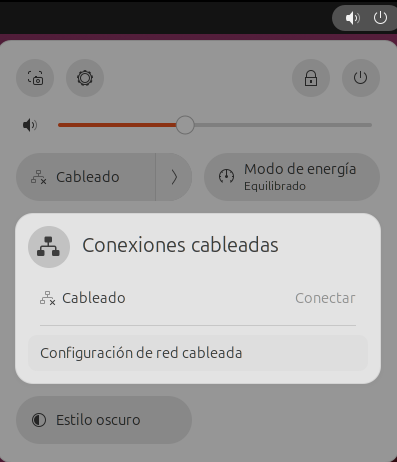 Cableado
Modo de energía
Equilibrado
Conexiones cableadas
Cableado
Conectar
Configuración de red cableada
Estilo oscuro